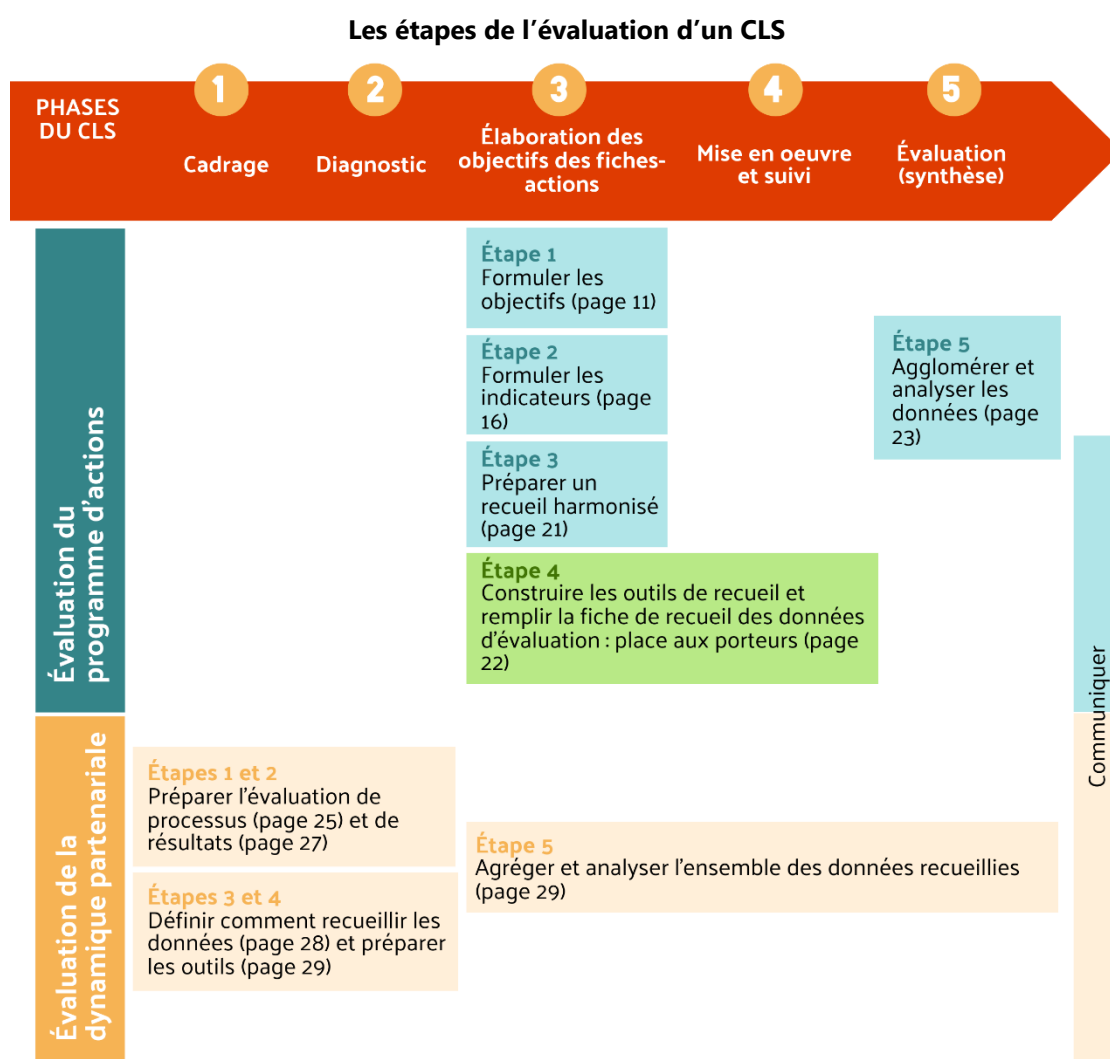 Les étapes de l’évaluation d’un CLS
PHASES
DU CLS
1
Cadrage
2
Diagnostic
3
Élaboration des
objectifs des fiches-
actions
4
Mise en oeuvre
et suivi
5
Évaluation
(synthèse)
Évaluation du
programme d’actions
Étape 1
Formuler les
objectifs (page 11)
Étape 2
Formuler les
indicateurs (page
16)
Étape 3
Préparer un
recueil harmonisé
(page 21)
Étape 4
Construire les outils de recueil et
remplir la fiche de recueil des données
d’évaluation : place aux porteurs (page
22)
Étape 5
Agglomérer et
analyser les
données (page
23)
Évaluation de la
dynamique partenariale
Étapes 1 et 2
Préparer l’évaluation de
processus (page 25) et de
résultats (page 27)
Étapes 3 et 4
Définir comment recueillir les
données (page 28) et préparer
les outils (page 29)
Étape 5
Agréger et analyser l’ensemble des données recueillies
(page 29)
Communiquer